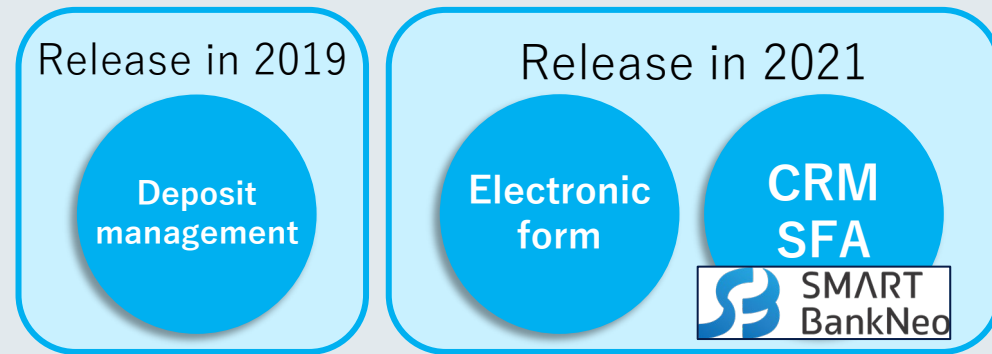 Release in 2019
Deposit
management
Release in 2021
Electronic
form
CRM
SFA
SMART
BankNeo